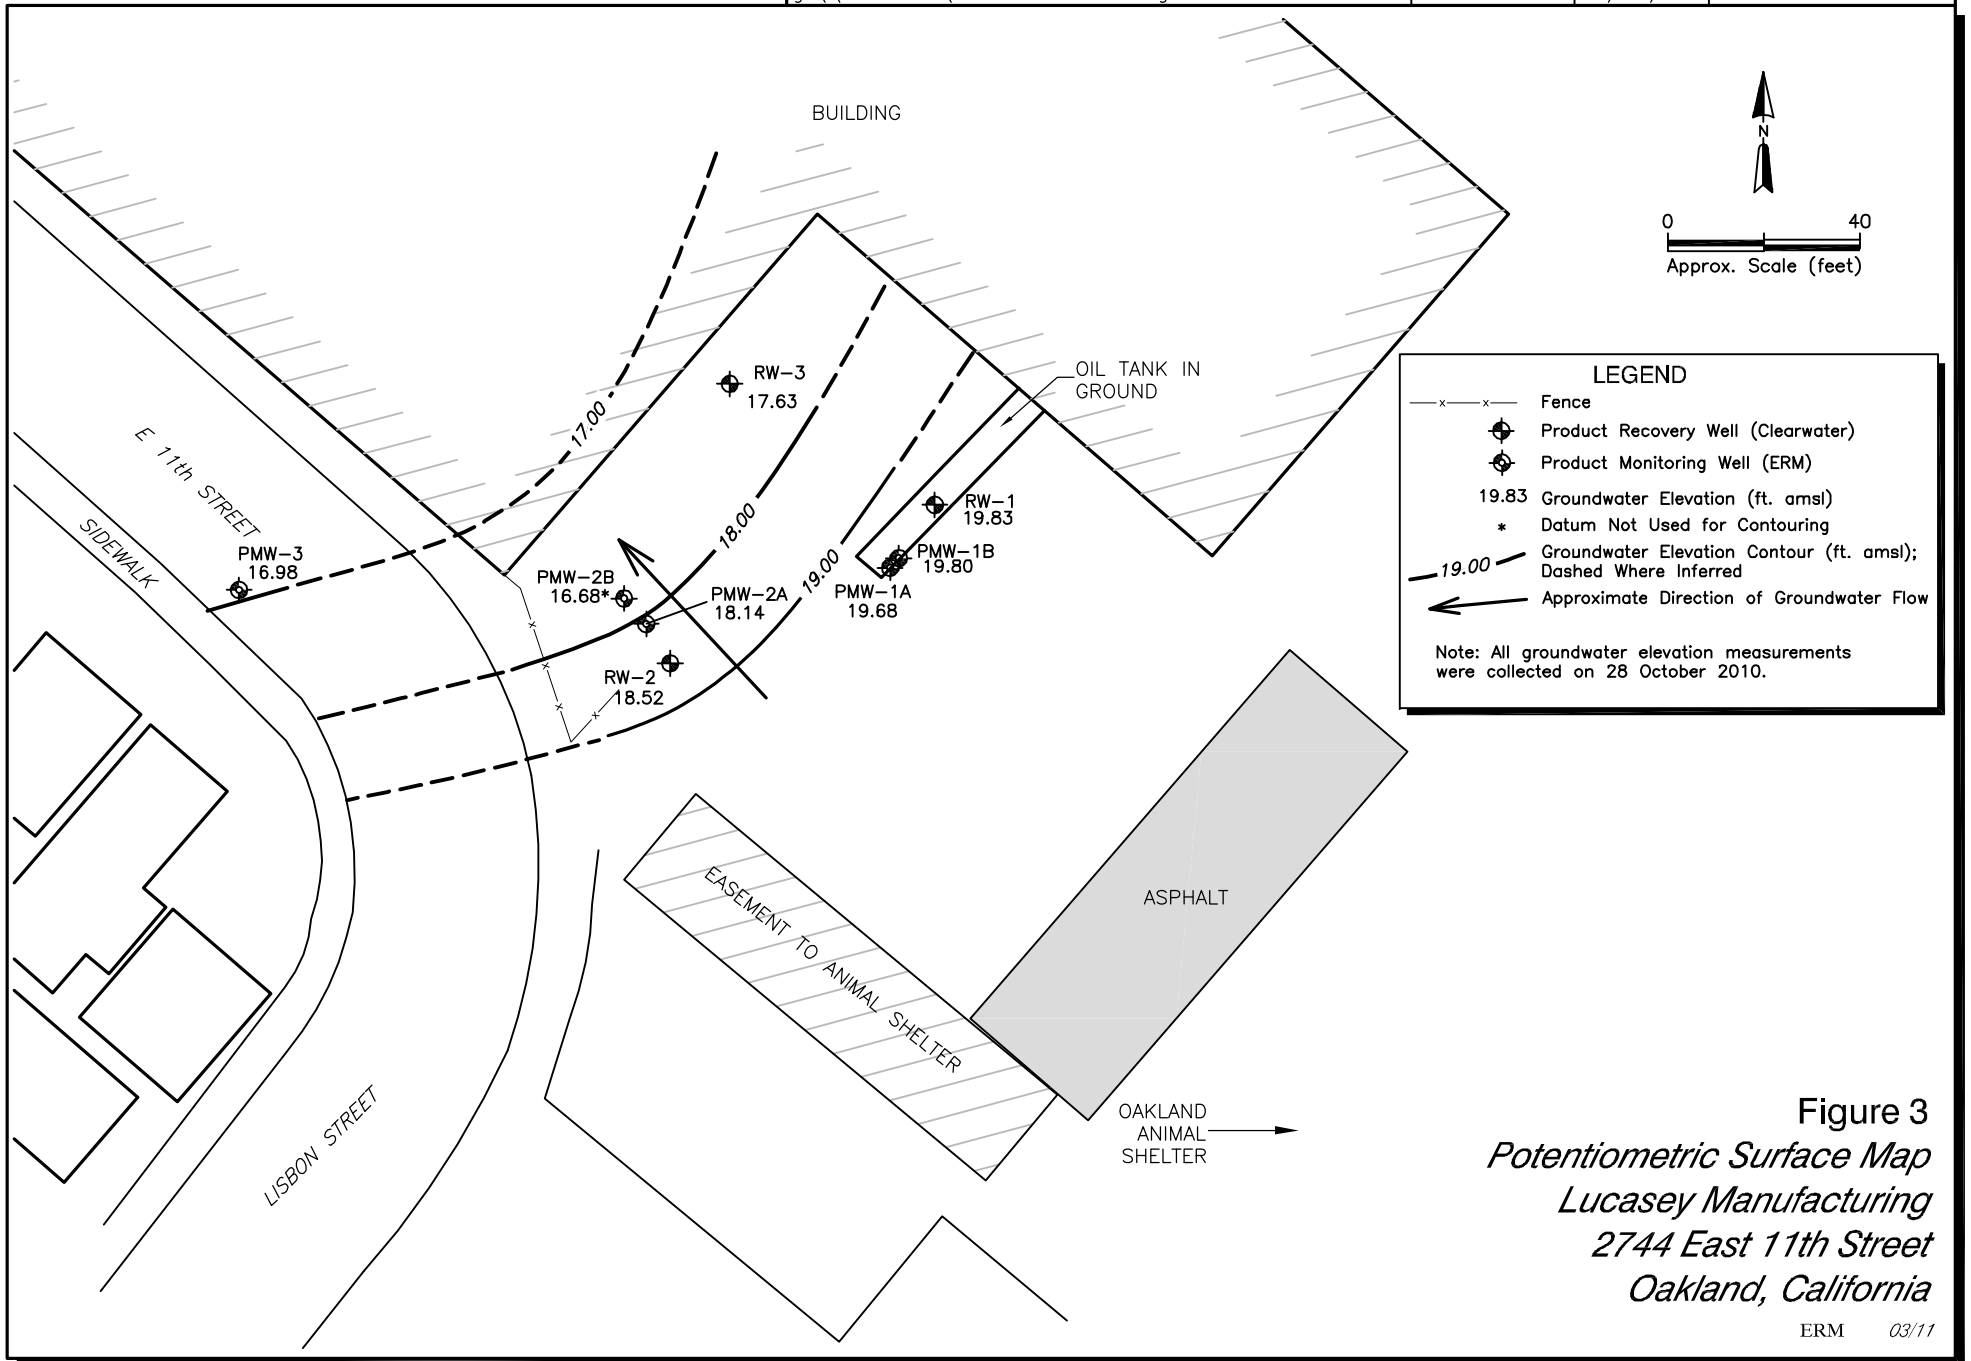 BUILDING
N
0 40
Approx. Scale (feet)
RW-3
17.63
17.00
OIL TANK IN
GROUND
E 11th STREET
SIDEWALK
18.00
RW-1
19.83
PMW-3
16.98
PMW-1B
19.80
19.00
PMW-2B
16.68*
PMW-2A
18.14
PMW-1A
19.68
RW-2
18.52
LEGEND
x x Fence
Product Recovery Well (Clearwater)
Product Monitoring Well (ERM)
19.83 Groundwater Elevation (ft. amsl)
* Datum Not Used for Contouring
19.00 Groundwater Elevation Contour (ft. amsl);
Dashed Where Inferred
Approximate Direction of Groundwater Flow
Note: All groundwater elevation measurements
were collected on 28 October 2010.
x
x
x
x
EASEMENT TO ANIMAL SHELTER
ASPHALT
LISBON STREET
OAKLAND
ANIMAL
SHELTER
Figure 3
Potentiometric Surface Map
Lucasey Manufacturing
2744 East 11th Street
Oakland, California
ERM 03/11